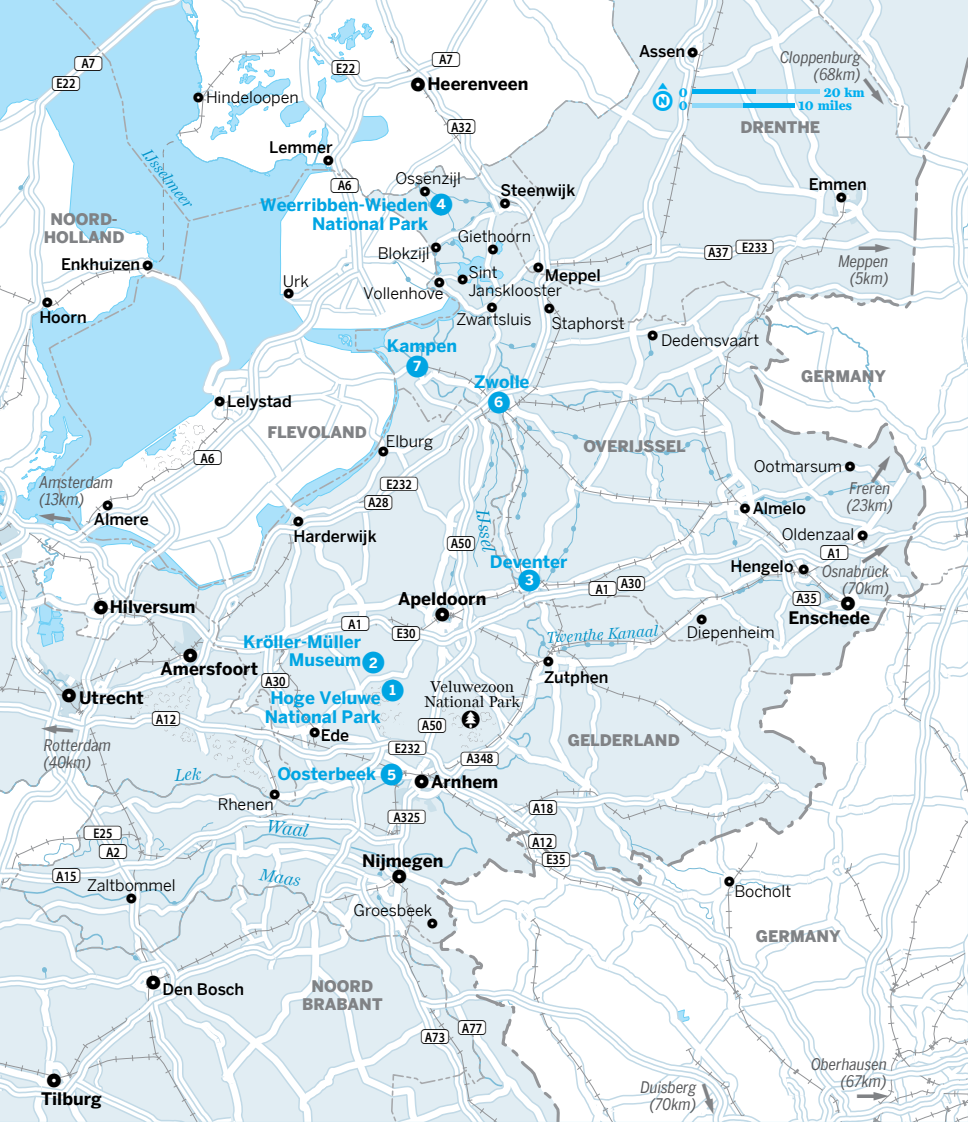 Assen
Cloppenburg
(68km)
A7
E22
E22
A7
Heerenveen
Hindeloopen
N
0
20 km
0
10 miles
DRENTHE
A32
Lemmer
IJsselmeer
A6
Ossenzijl
Steenwijk
Emmen
Weerribben-Wieden
National Park
4
NOORD-
HOLLAND
Giethoorn
Blokzijl
A37
E233
Enkhuizen
Meppen
(5km)
Urk
Sint
Jansklooster
Meppel
Vollenhove
Hoorn
Zwartsluis
Staphorst
Dedemsvaart
Kampen
7
GERMANY
Zwolle
6
Lelystad
FLEVOLAND
Elburg
OVERIJSSEL
A6
Ootmarsum
Amsterdam
(13km)
E232
A28
Freren
(23km)
Almere
Almelo
Harderwijk
IJssel
Oldenzaal
A50
A1
Deventer
3
Hengelo
Osnabrück
(70km)
A1
A30
A35
Apeldoorn
Hilversum
Enschede
A1
E30
Diepenheim
Twenthe Kanaal
Kröller-Müller
Museum
2
Amersfoort
Zutphen
A30
1
Hoge Veluwe
National Park
Veluwezoon
National Park
Utrecht
A12
A50
Ede
GELDERLAND
Rotterdam
(40km)
E232
A348
Lek
Oosterbeek
5
Arnhem
Rhenen
A18
A325
Waal
E25
A2
A12
E35
Nijmegen
A15
Maas
Zaltbommel
Bocholt
Groesbeek
GERMANY
Den Bosch
NOORD
BRABANT
A73
A77
Oberhausen
(67km)
Duisberg
(70km)
Tilburg